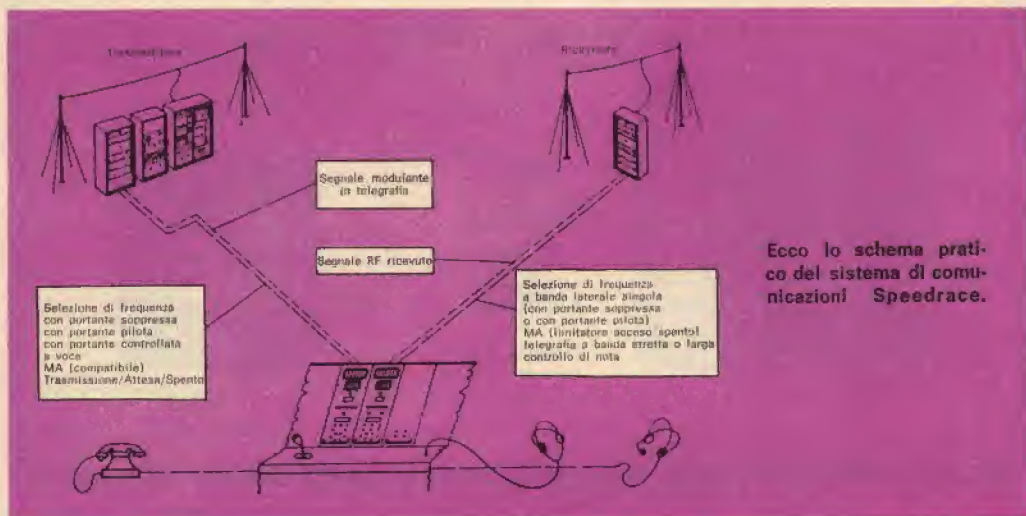 Trasmettitore
Ricevitore
Segnale modulante
in telegrafia
Segnale RF ricevuto
Selezione di frequenza
con portante soppressa
con portante pilota
con portante controllata
a voce
MA (compatibile)
Trasmissione/Attesa/Spento
Selezione di frequenza
a banda laterale singola
(con portante soppressa
o con portante pilota)
MA (limitatore acceso spento)
telegrafia a banda stretta o larga
controllo di nota
Ecco lo schema prati-
co del sistema di comu-
nicazioni Speedrace.